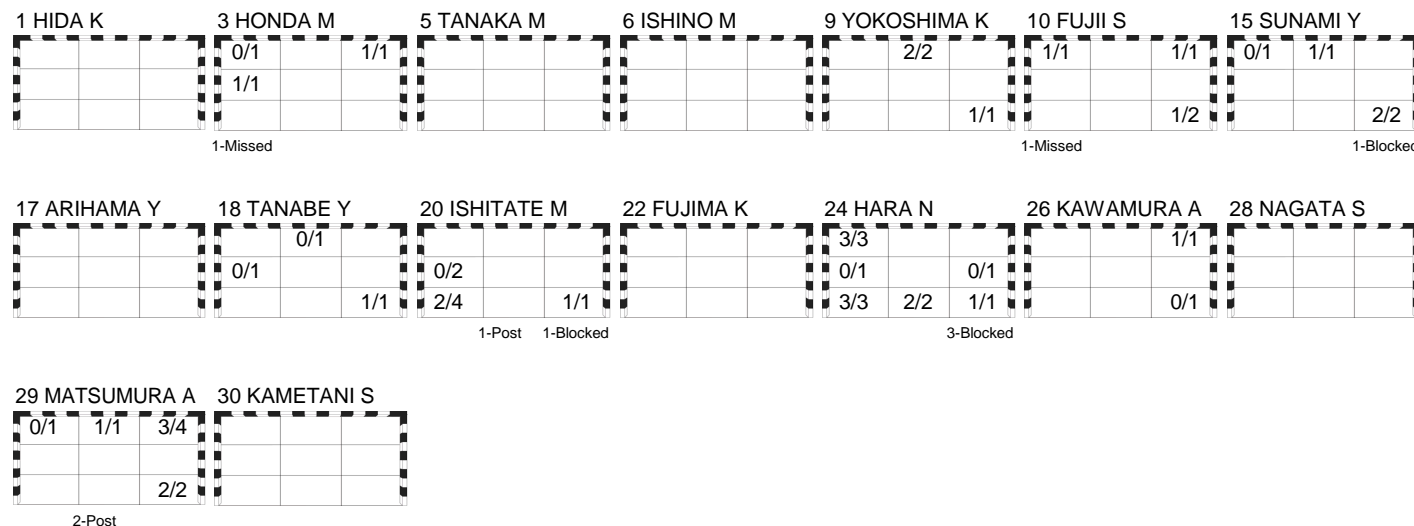 1 HIDA K 3 HONDA M 5 TANAKA M 6 ISHINO M 9 YOKOSHIMA K 10 FUJII S 15 SUNAMI Y
0/1 1/1 2/2 1/1 1/1 0/1 1/1
1/1
1/1 1/2 2/2
1-Missed 1-Missed 1-Blocked
17 ARIHAMA Y 18 TANABE Y 20 ISHITATE M 22 FUJIMA K 24 HARA N 26 KAWAMURA A 28 NAGATA S
0/1 3/3 1/1
0/1 0/2 0/1 0/1
1/1 2/4 1/1 3/3 2/2 1/1 0/1
1-Post 1-Blocked 3-Blocked
29 MATSUMURA A 30 KAMETANI S
0/1 1/1 3/4
2/2
2-Post